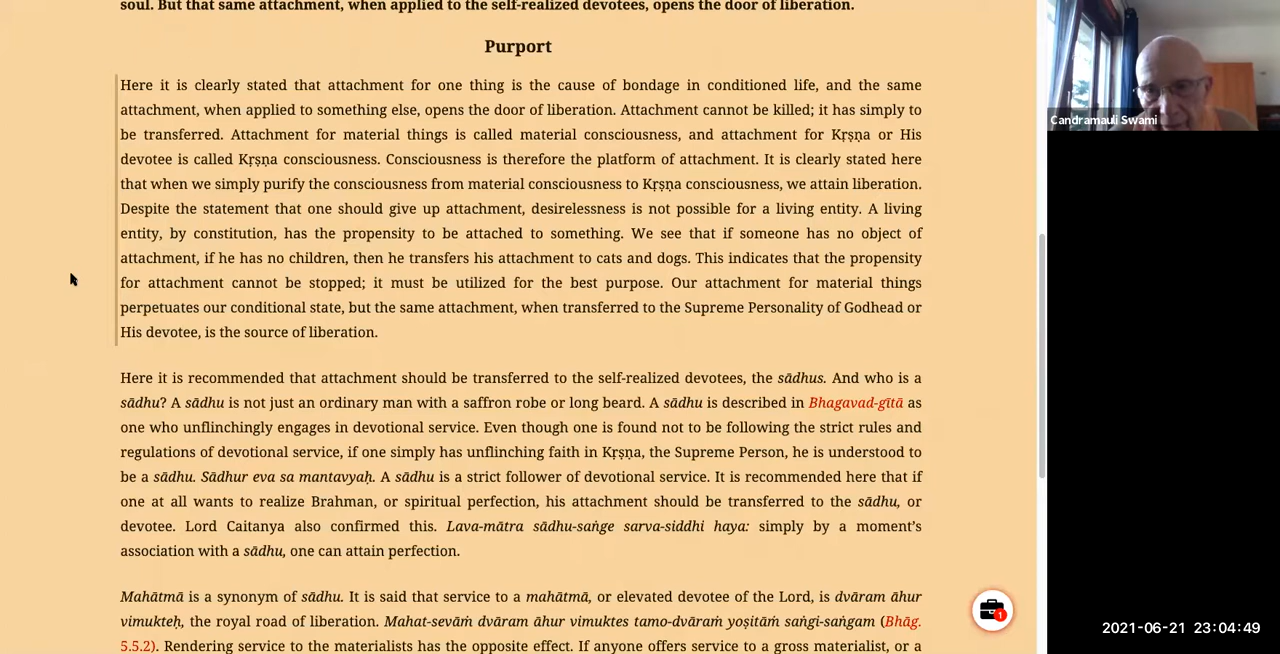 soul. But that same attachment, when applied to the self-realized devotees, opens the door of liberation.
Purport
Here it is clearly stated that attachment for one thing is the cause of bondage in conditioned life, and the same
attachment, when applied to something else, opens the door of liberation. Attachment cannot be killed; it has simply to
be transferred. Attachment for material things is called material consciousness, and attachment for Kṛṣṇa or His
devotee is called Kṛṣṇa consciousness. Consciousness is therefore the platform of attachment. It is clearly stated here
that when we simply purify the consciousness from material consciousness to Kṛṣṇa consciousness, we attain liberation.
Despite the statement that one should give up attachment, desirelessness is not possible for a living entity. A living
entity, by constitution, has the propensity to be attached to something. We see that if someone has no object of
attachment, if he has no children, then he transfers his attachment to cats and dogs. This indicates that the propensity
for attachment cannot be stopped; it must be utilized for the best purpose. Our attachment for material things
perpetuates our conditional state, but the same attachment, when transferred to the Supreme Personality of Godhead or
His devotee, is the source of liberation.
Here it is recommended that attachment should be transferred to the self-realized devotees, the sādhus. And who is a
sādhu? A sādhu is not just an ordinary man with a saffron robe or long beard. A sādhu is described in Bhagavad-gītā as
one who unflinchingly engages in devotional service. Even though one is found not to be following the strict rules and
regulations of devotional service, if one simply has unflinching faith in Kṛṣṇa, the Supreme Person, he is understood to
be a sādhu. Sādhur eva sa mantavyaḥ. A sādhu is a strict follower of devotional service. It is recommended here that if
one at all wants to realize Brahman, or spiritual perfection, his attachment should be transferred to the sādhu, or
devotee. Lord Caitanya also confirmed this. Lava-mātra sādhu-saṅge sarva-siddhi haya: simply by a moment's
association with a sādhu, one can attain perfection.
Mahātmā is a synonym of sādhu. It is said that service to a mahātmā, or elevated devotee of the Lord, is dvāram āhur
vimukteḥ, the royal road of liberation. Mahat-sevāṁ dvāram āhur vimuktes tamo-dvāraṁ yoṣitāṁ saṅgi-saṅgam (Bhāg.
5.5.2). Rendering service to the materialists has the opposite effect. If anyone offers service to a gross materialist, or a
Candramauli Swami
1
2021-06-21 23:04:49